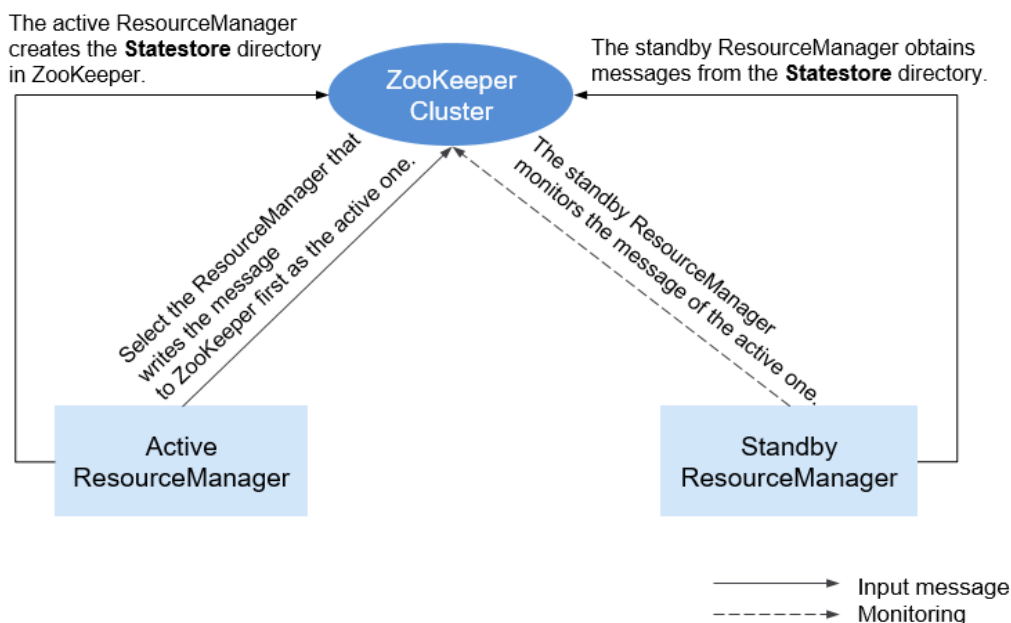 The active ResourceManager
creates the Statestore directory
in ZooKeeper.
The standby ResourceManager obtains
messages from the Statestore directory.
ZooKeeper
Cluster
Select the ResourceManager that
writes the message
to ZooKeeper first as the active one.
The standby ResourceManager
monitors the message of the active one.
Active
ResourceManager
Standby
ResourceManager
Input message
Monitoring